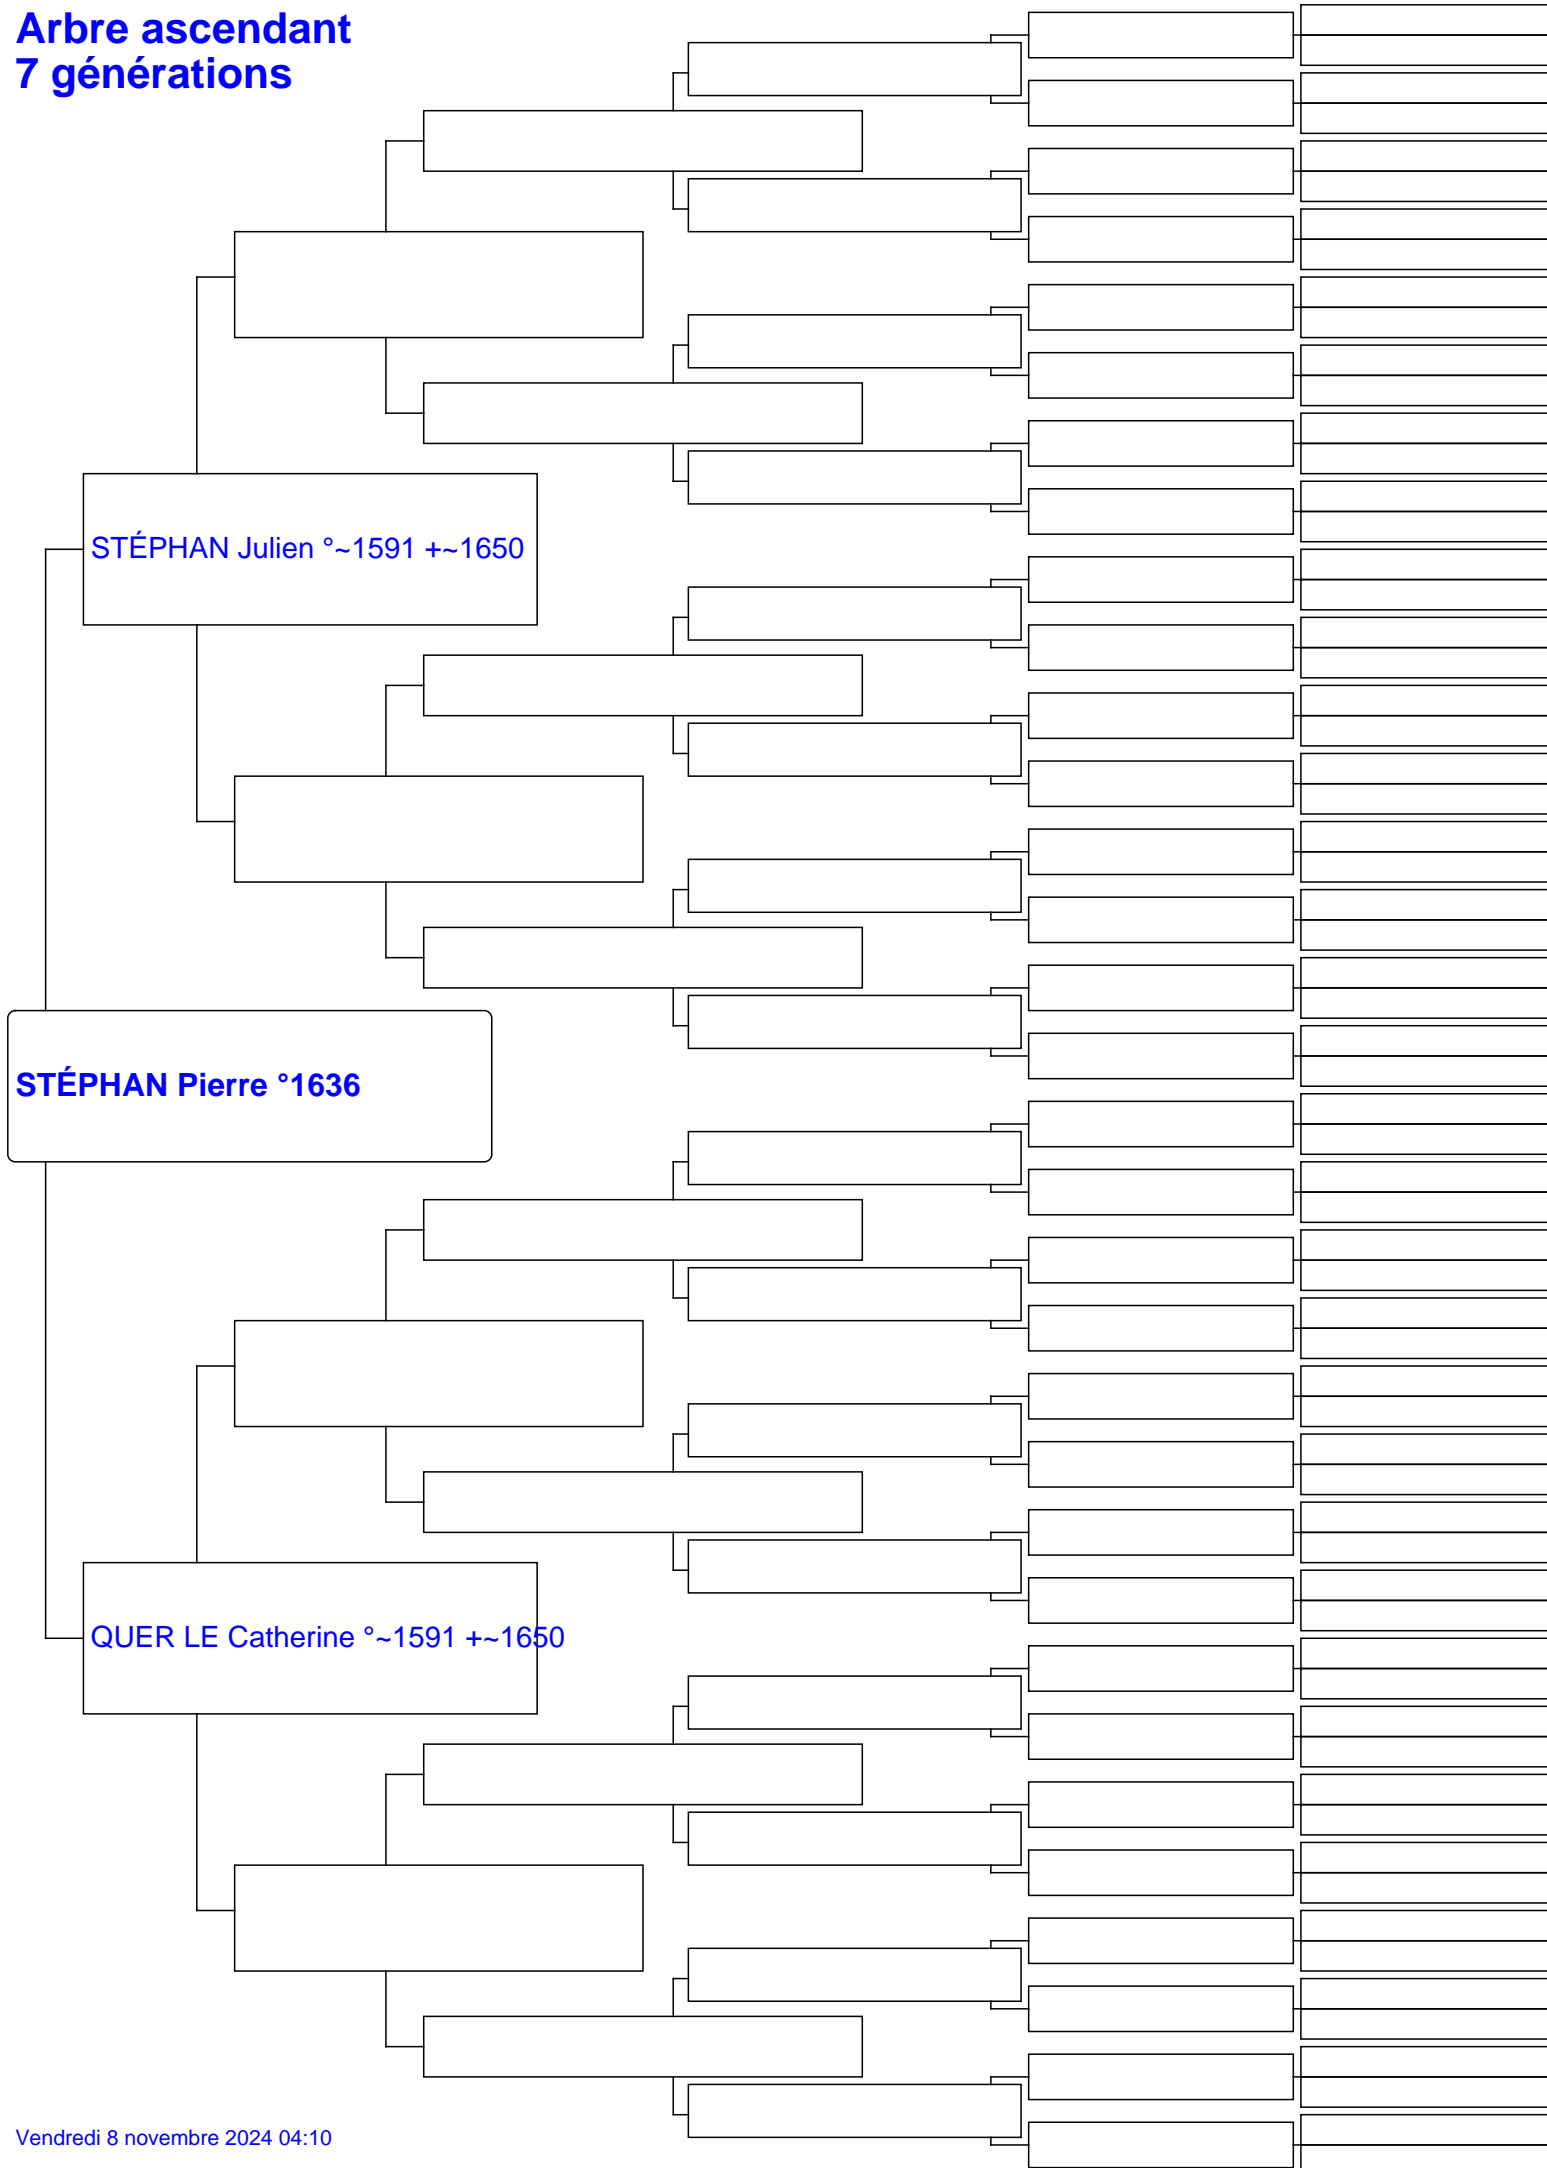 Arbre ascendant
7 générations
STÉPHAN Julien °~1591 +~1650
STÉPHAN Pierre °1636
QUER LE Catherine °~1591 +~1650
Vendredi 8 novembre 2024 04:10